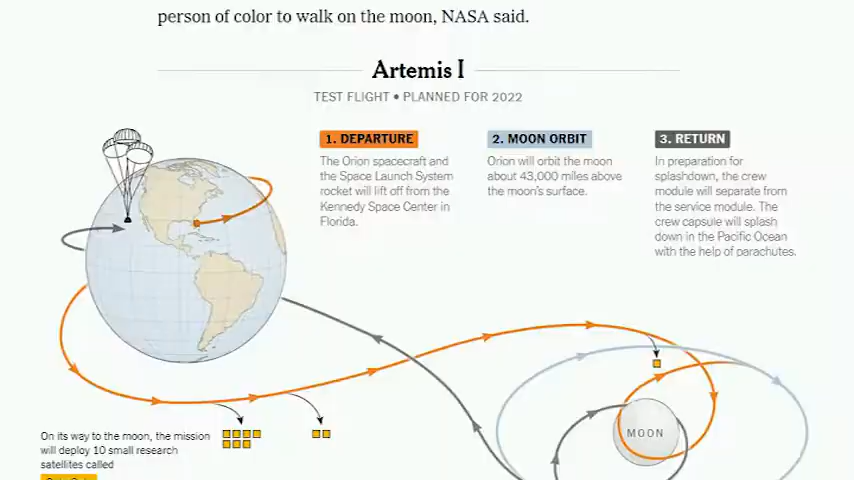 person of color to walk on the moon, NASA said.
Artemis I
TEST FLIGHT • PLANNED FOR 2022
1. DEPARTURE
The Orion spacecraft and
the Space Launch System
rocket will lift off from the
Kennedy Space Center in
Florida.
2. MOON ORBIT
Orion will orbit the moon
about 43,000 miles above
the moon's surface.
3. RETURN
In preparation for
splashdown, the crew
module will separate from
the service module. The
crew capsule will splash
down in the Pacific Ocean
with the help of parachutes.
MOON
On its way to the moon, the mission
will deploy 10 small research
satellites called